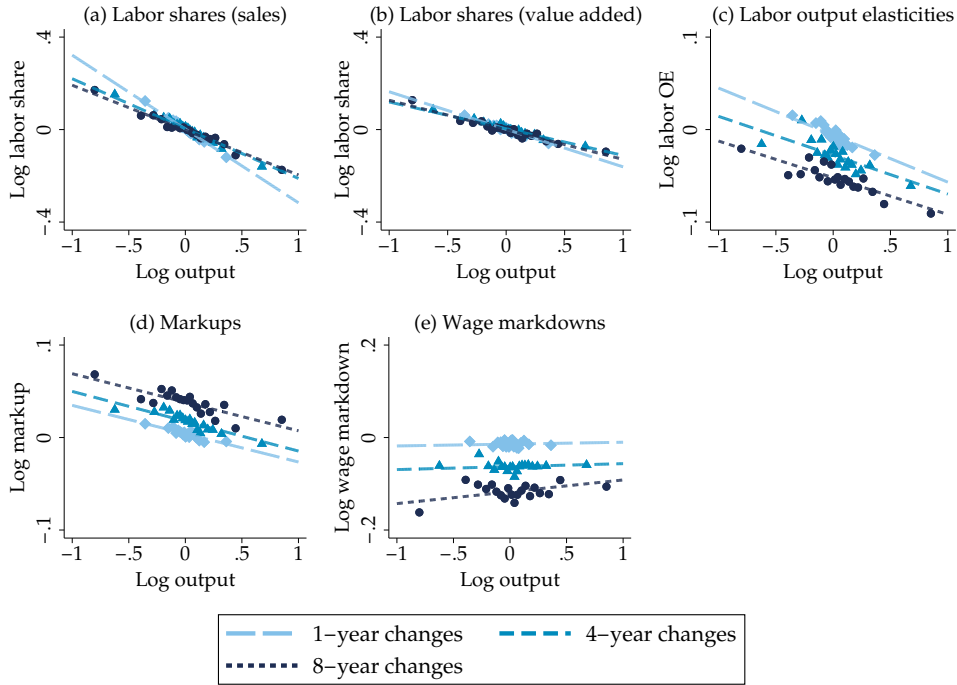 (a) Labor shares (sales)
Log labor share
.4
0
−.4
−1 −.5 0 .5 1
Log output
(b) Labor shares (value added)
Log labor share
.4
0
−.4
−1 −.5 0 .5 1
Log output
(c) Labor output elasticities
Log labor OE
.1
0
−.1
−1 −.5 0 .5 1
Log output
(d) Markups
Log markup
.1
0
−.1
−1 −.5 0 .5 1
Log output
(e) Wage markdowns
Log wage markdown
.2
0
−.2
−1 −.5 0 .5 1
Log output
1−year changes 4−year changes
8−year changes